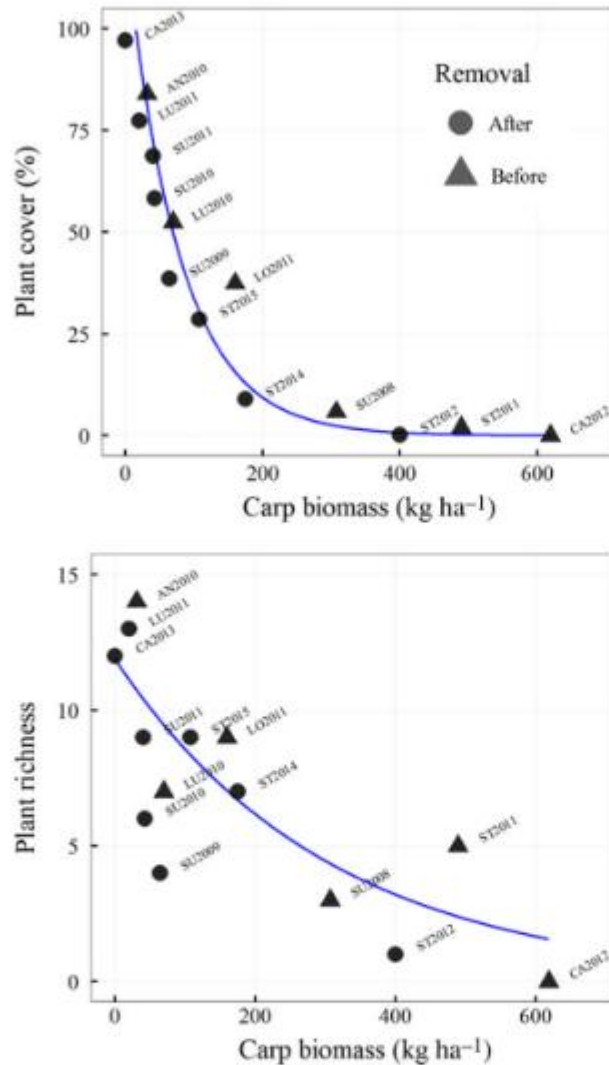 100
75
50
25
0
Plant cover (%)
CA2013
AN2010
LU2011
SU2011
SU2010
LU2010
SU2009
LO2011
ST2015
ST2014
SU2008
ST2012
ST2011
CA2012
Removal
After
Before
0 200 400 600
Carp biomass (kg ha⁻¹)
15
10
5
0
Plant richness
AN2010
LU2011
CA2013
SU2011
ST2015
LO2011
LU2010
ST2014
SU2010
SU2009
ST2011
SU2008
ST2012
CA2012
0 200 400 600
Carp biomass (kg ha⁻¹)